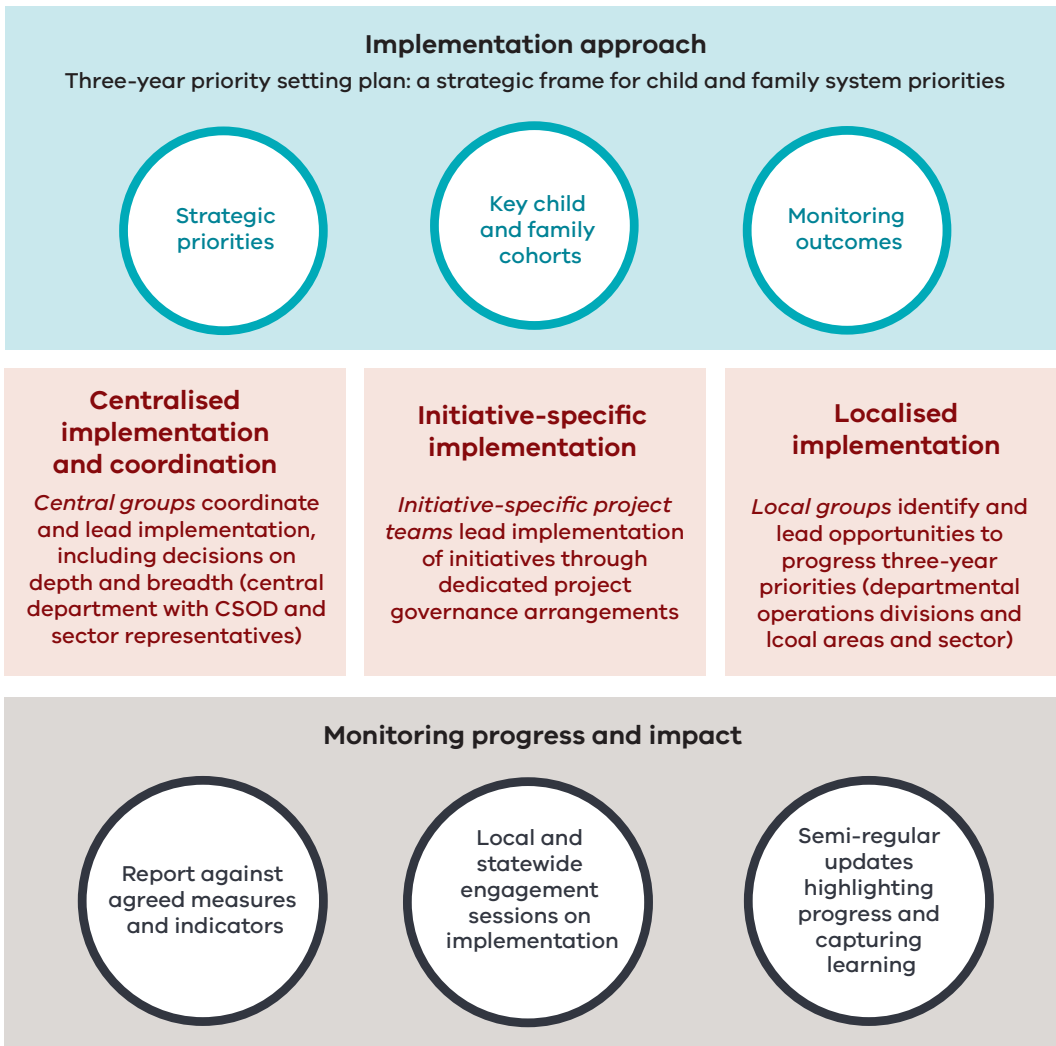 Implementation approach
Three-year priority setting plan: a strategic frame for child and family system priorities
Strategic
priorities
Key child
and family
cohorts
Monitoring
outcomes
Centralised
implementation
and coordination
Central groups coordinate
and lead implementation,
including decisions on
depth and breadth (central
department with CSOD and
sector representatives)
Initiative-specific
implementation
Initiative-specific project
teams lead implementation
of initiatives through
dedicated project
governance arrangements
Localised
implementation
Local groups identify and
lead opportunities to
progress three-year
priorities (departmental
operations divisions and
lcoal areas and sector)
Monitoring progress and impact
Report against
agreed measures
and indicators
Local and
statewide
engagement
sessions on
implementation
Semi-regular
updates
highlighting
progress and
capturing
learning